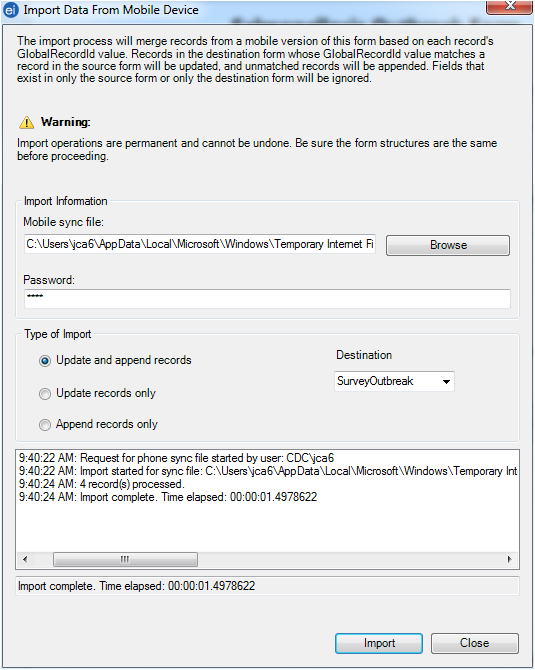 ei Import Data From Mobile Device
The import process will merge records from a mobile version of this form based on each record's
GlobalRecordId value. Records in the destination form whose GlobalRecordId value matches a
record in the source form will be updated, and unmatched records will be appended. Fields that
exist in only the source form or only the destination form will be ignored.
Warning:
Import operations are permanent and cannot be undone. Be sure the form structures are the same
before proceeding.
Import Information
Mobile sync file:
C:\Users\jca6\AppData\Local\Microsoft\Windows\Temporary Internet Fi
Browse
Password:
****
Type of Import
Update and append records
Update records only
Append records only
Destination
SurveyOutbreak
9:40:22 AM: Request for phone sync file started by user: CDC\jca6
9:40:22 AM: Import started for sync file: C:\Users\jca6\AppData\Local\Microsoft\Windows\Temporary Int
9:40:24 AM: 4 record(s) processed.
9:40:24 AM: Import complete. Time elapsed: 00:00:01.4978622
Import complete. Time elapsed: 00:00:01.4978622
Import
Close